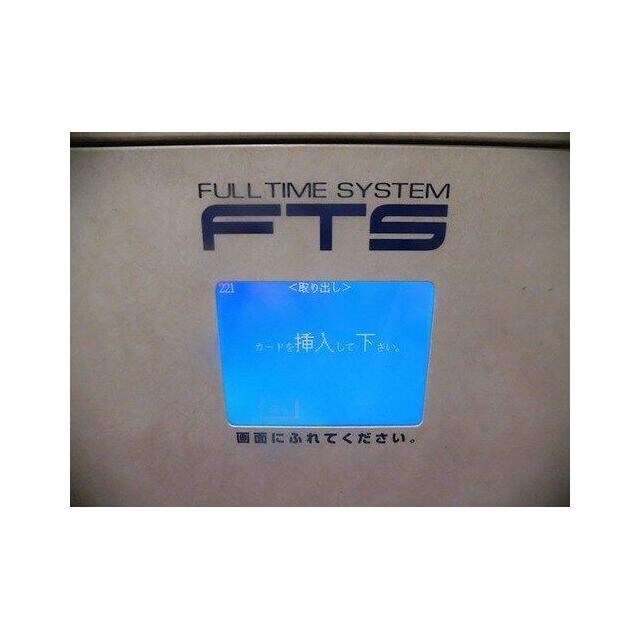 FULLTIME SYSTEM
FTS
221 <取り出し>
カードを挿入して下さい。
画面にふれてください。